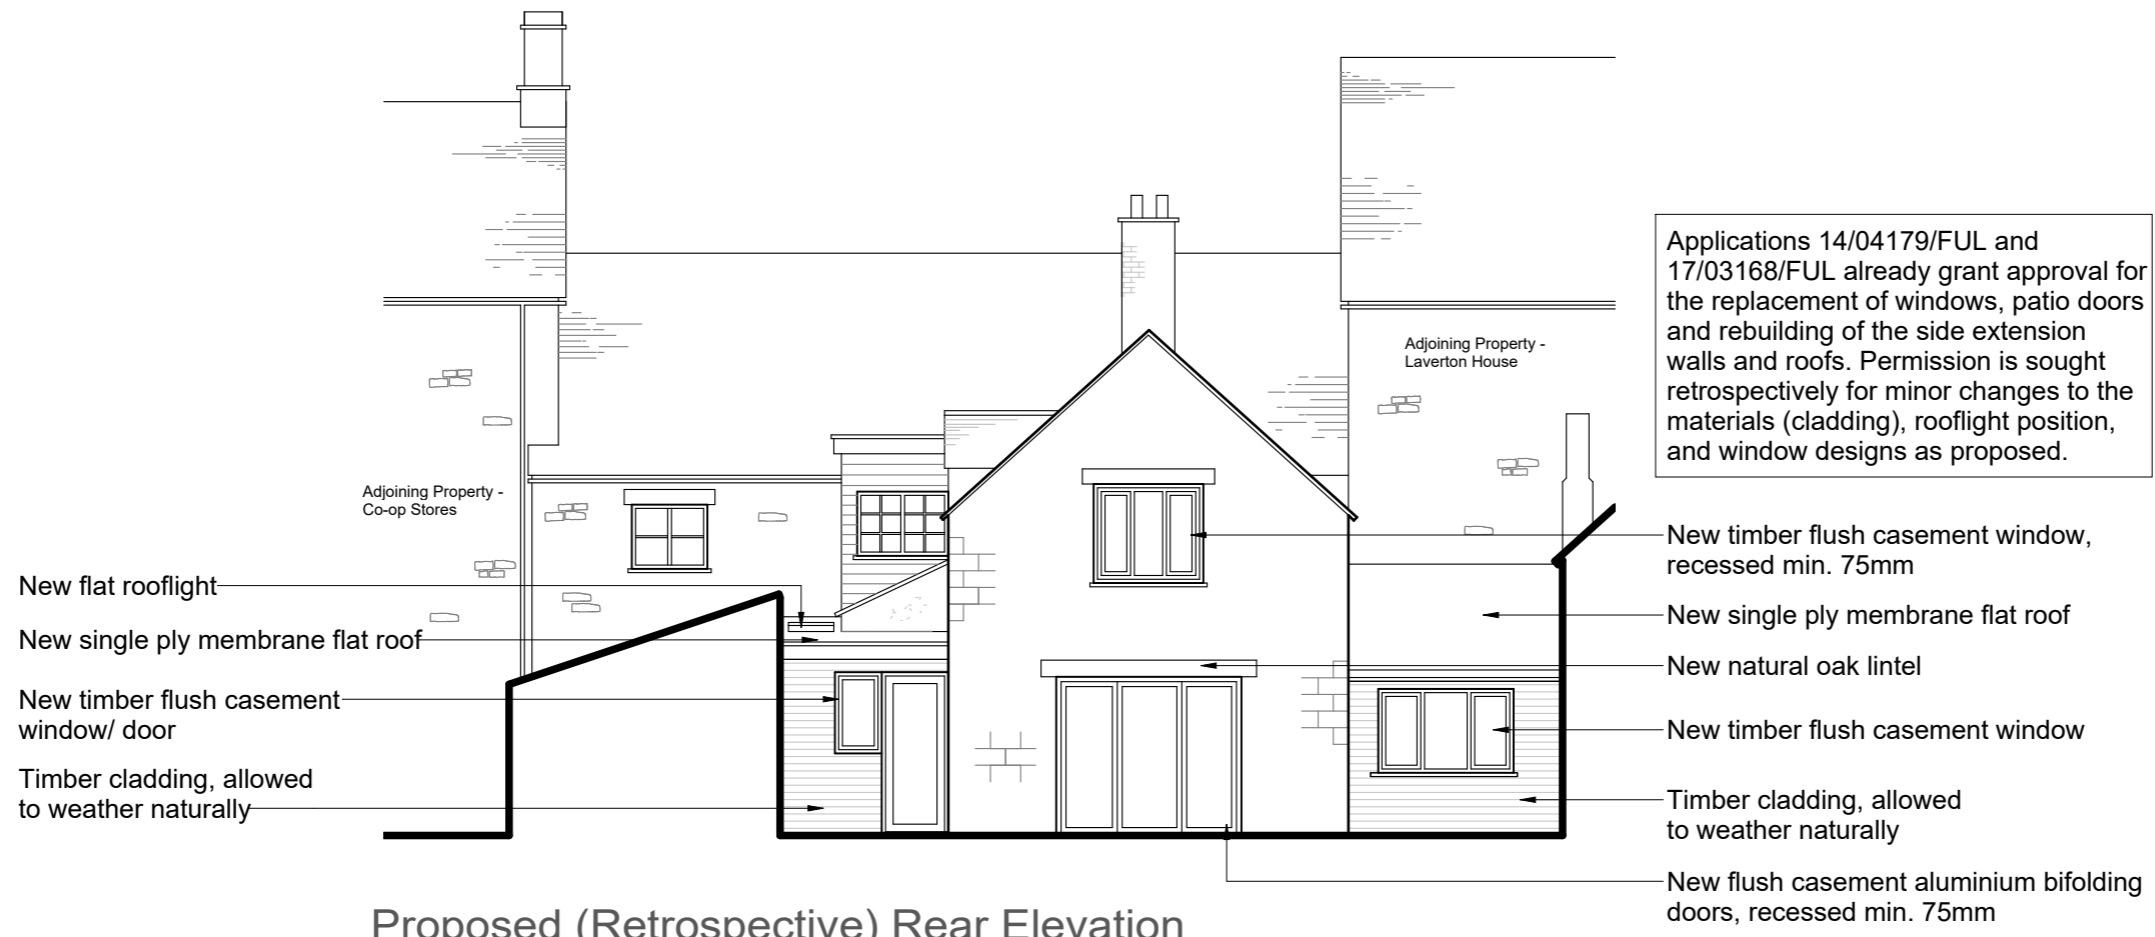 Applications 14/04179/FUL and
17/03168/FUL already grant approval for
the replacement of windows, patio doors
and rebuilding of the side extension
walls and roofs. Permission is sought
retrospectively for minor changes to the
materials (cladding), rooflight position,
and window designs as proposed.
Adjoining Property -
Laverton House
Adjoining Property -
Co-op Stores
New flat rooflight
New single ply membrane flat roof
New timber flush casement
window/ door
Timber cladding, allowed
to weather naturally
New timber flush casement window,
recessed min. 75mm
New single ply membrane flat roof
New natural oak lintel
New timber flush casement window
Timber cladding, allowed
to weather naturally
New flush casement aluminium bifolding
doors, recessed min. 75mm
Proposed (Retrospective) Rear Elevation